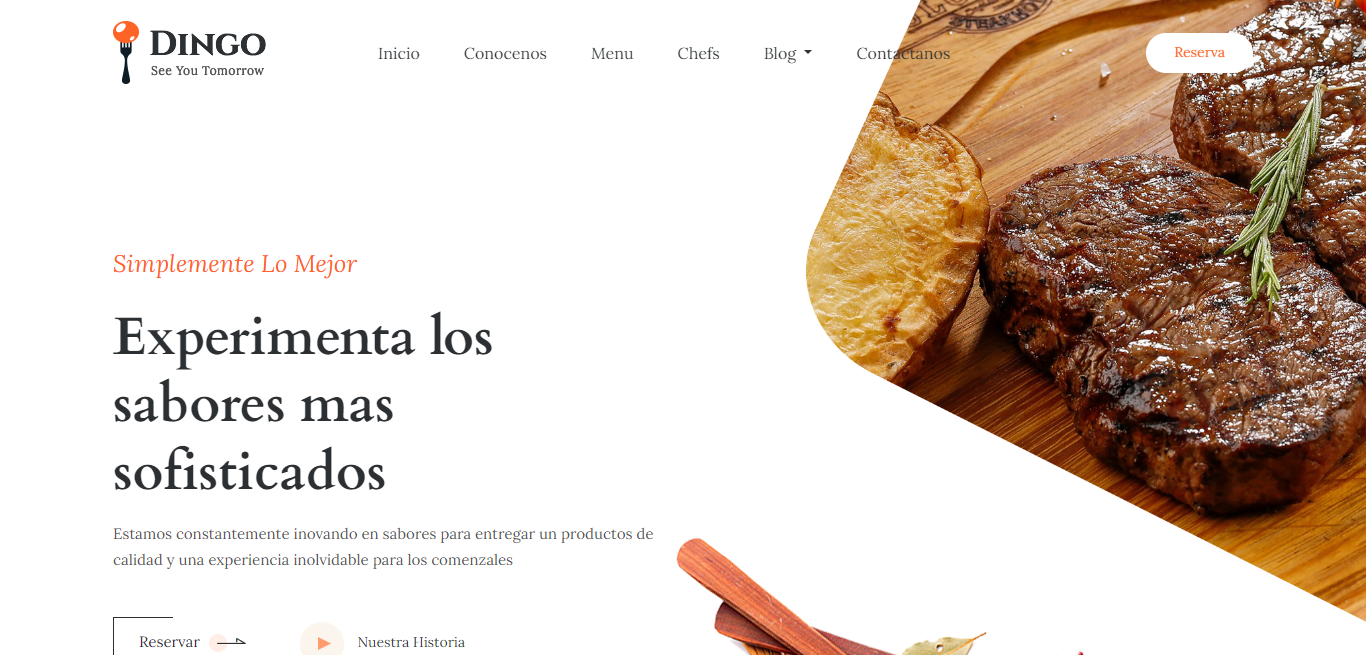 DINGO
See You Tomorrow
Inicio Conocenos Menu Chefs Blog Contactanos Reserva
Simplemente Lo Mejor
Experimenta los
sabores mas
sofisticados
Estamos constantemente inovando en sabores para entregar un productos de
calidad y una experiencia inolvidable para los comenzales
Reservar Nuestra Historia